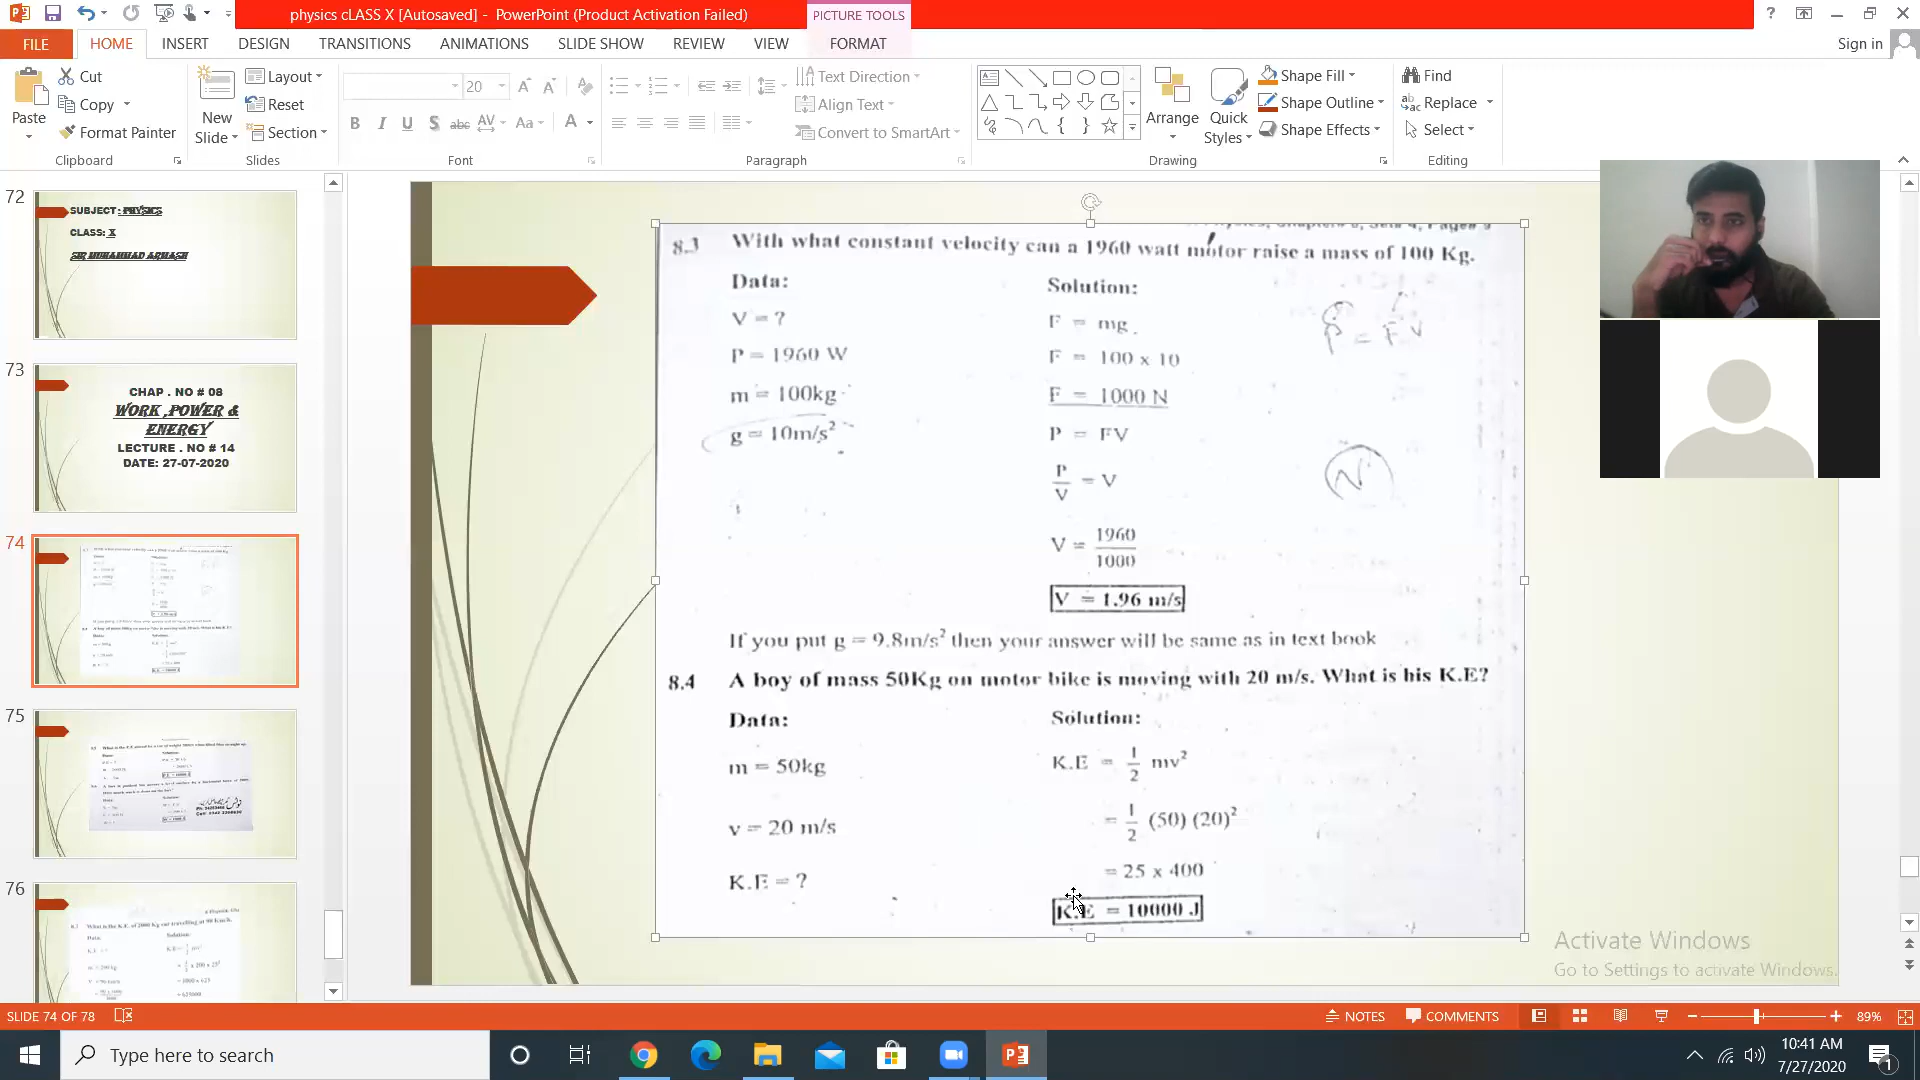 physics cLASS X [Autosaved] - PowerPoint (Product Activation Failed)
PICTURE TOOLS
FILE
HOME
INSERT
DESIGN
TRANSITIONS
ANIMATIONS
SLIDE SHOW
REVIEW
VIEW
FORMAT
Sign in
Paste
Cut
Copy
Format Painter
Clipboard
New Slide
Layout
Reset
Section
Slides
20
Font
Text Direction
Align Text
Convert to SmartArt
Paragraph
Arrange
Quick Styles
Shape Fill
Shape Outline
Shape Effects
Drawing
Find
Replace
Select
Editing
72
SUBJECT: PHYSICS
CLASS: X
SIR MUHAMMAD ARHASH
73
CHAP . NO # 08
WORK ,POWER &
ENERGY
LECTURE . NO # 14
DATE: 27-07-2020
74
75
76
8.3 With what constant velocity can a 1960 watt motor raise a mass of 100 Kg.
Data:
V = ?
P = 1960 W
m = 100kg
g = 10m/s²
Solution:
F = mg
F = 100 x 10
F = 1000 N
P = FV
P/V = V
V = 1960/1000
V = 1.96 m/s
P = F V
N
If you put g = 9.8m/s² then your answer will be same as in text book
8.4 A boy of mass 50Kg on motor bike is moving with 20 m/s. What is his K.E?
Data:
m = 50kg
v = 20 m/s
K.E = ?
Solution:
K.E = 1/2 mv²
= 1/2 (50) (20)²
= 25 x 400
K.E = 10000 J
Activate Windows
Go to Settings to activate Windows.
SLIDE 74 OF 78
NOTES
COMMENTS
89%
Type here to search
10:41 AM
7/27/2020
1